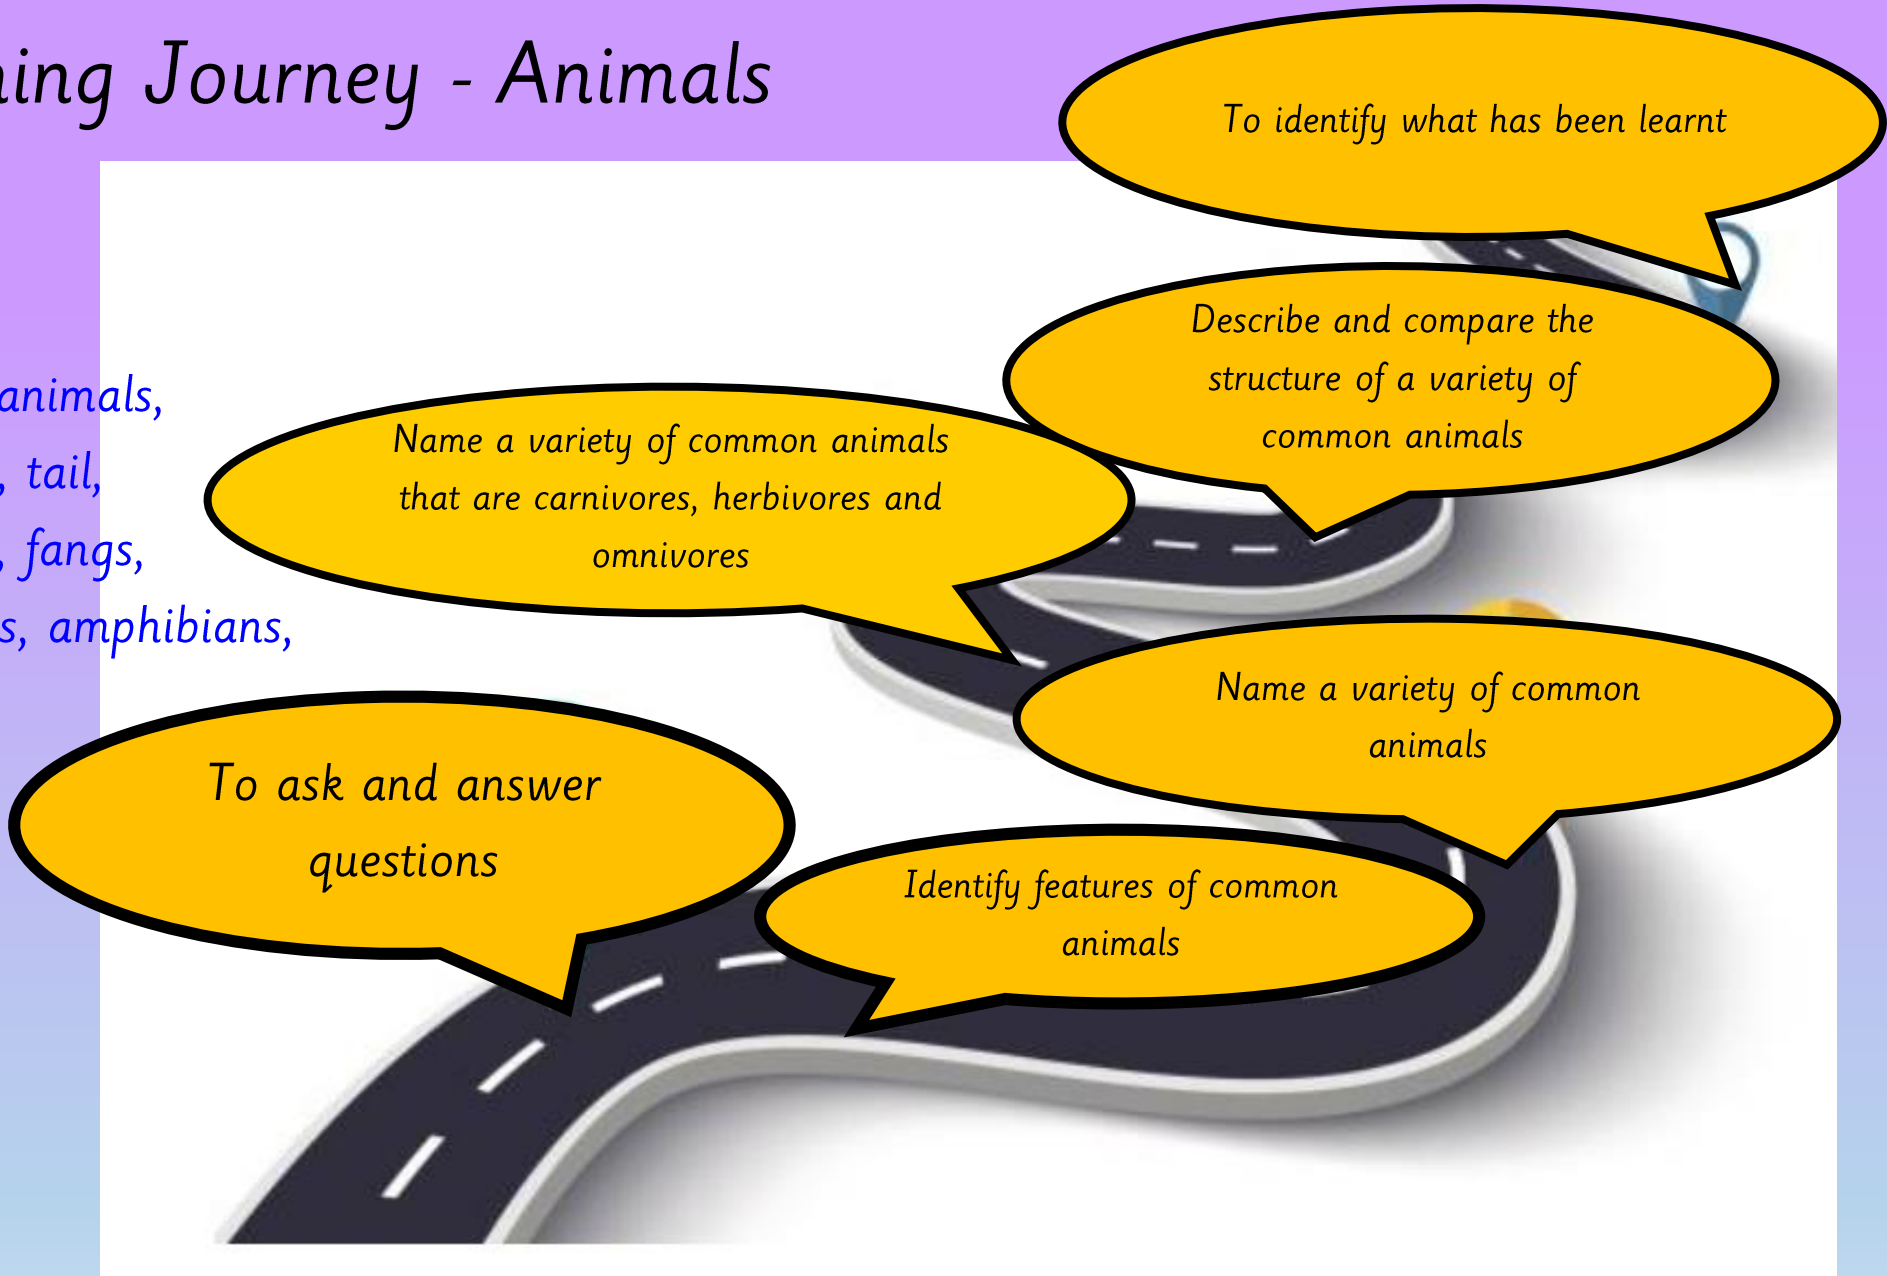 Journey - Animals
To identify what has been learnt
Describe and compare the
structure of a variety of
common animals
animals,
tail,
fangs,
amphibians,
Name a variety of common animals
that are carnivores, herbivores and
omnivores
Name a variety of common
animals
To ask and answer
questions
Identify features of common
animals